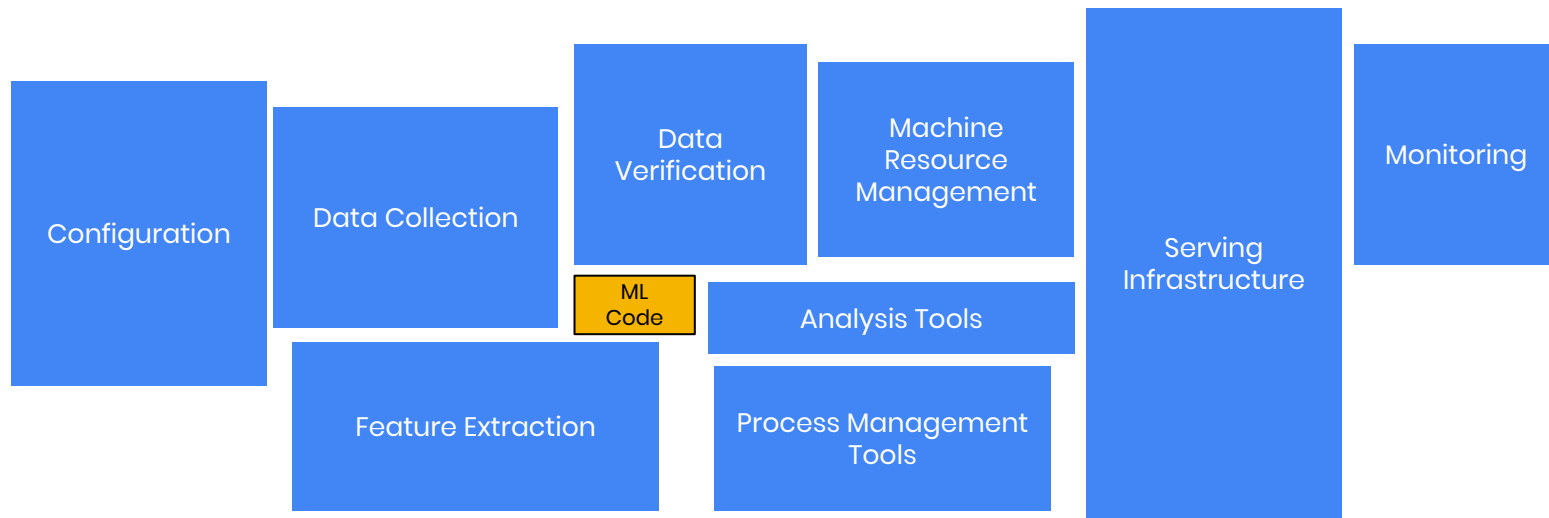 Configuration
Data Collection
Data
Verification
Machine
Resource
Management
Serving
Infrastructure
Monitoring
ML
Code
Analysis Tools
Feature Extraction
Process Management
Tools